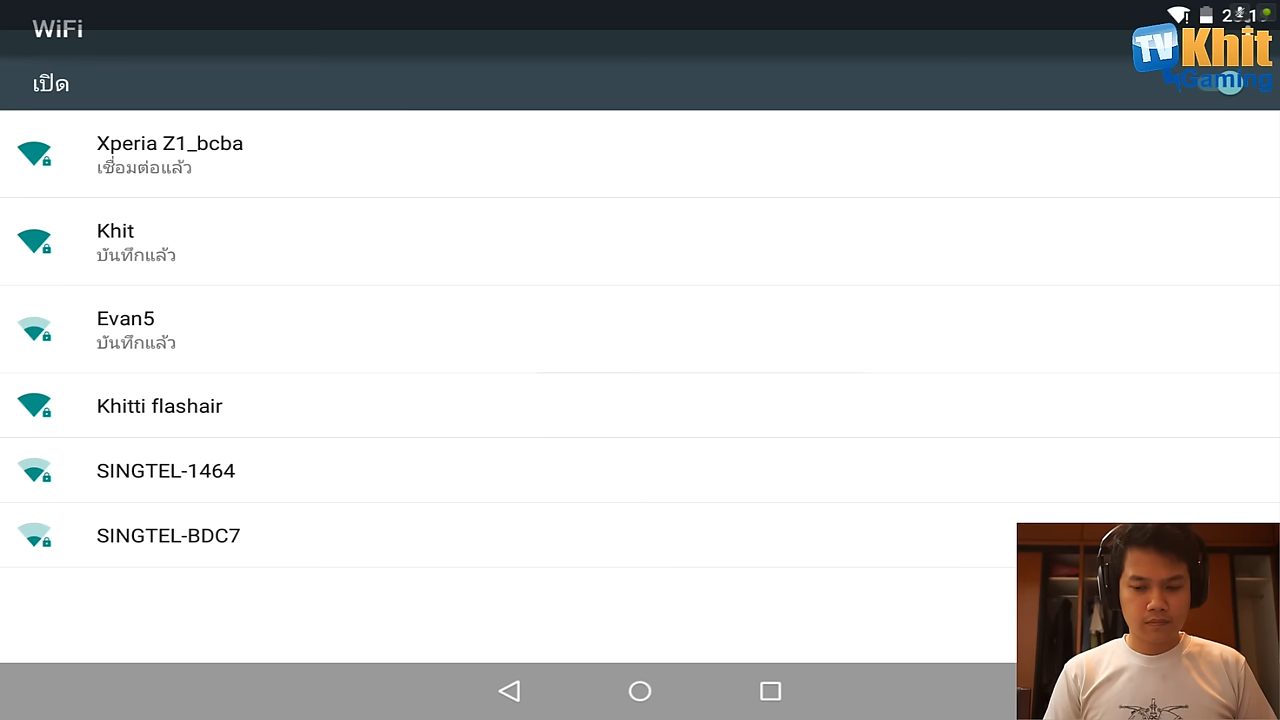 WiFi
TV Khit
Gaming
เปิด
Xperia Z1_bcba
เชื่อมต่อแล้ว
Khit
บันทึกแล้ว
Evan5
บันทึกแล้ว
Khitti flashair
SINGTEL-1464
SINGTEL-BDC7